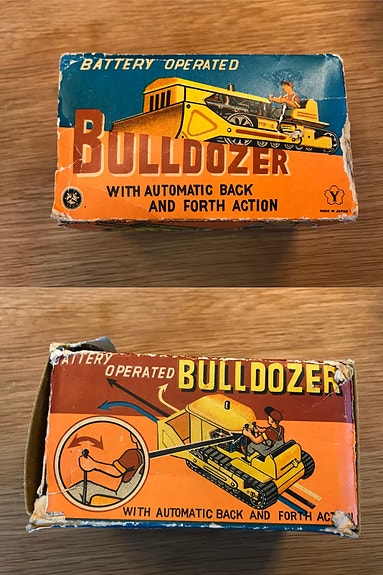 BATTERY OPERATED
BULLDOZER
WITH AUTOMATIC BACK
AND FORTH ACTION
Y
MADE IN JAPAN
BATTERY
OPERATED
BULLDOZER
WITH AUTOMATIC BACK AND FORTH ACTION